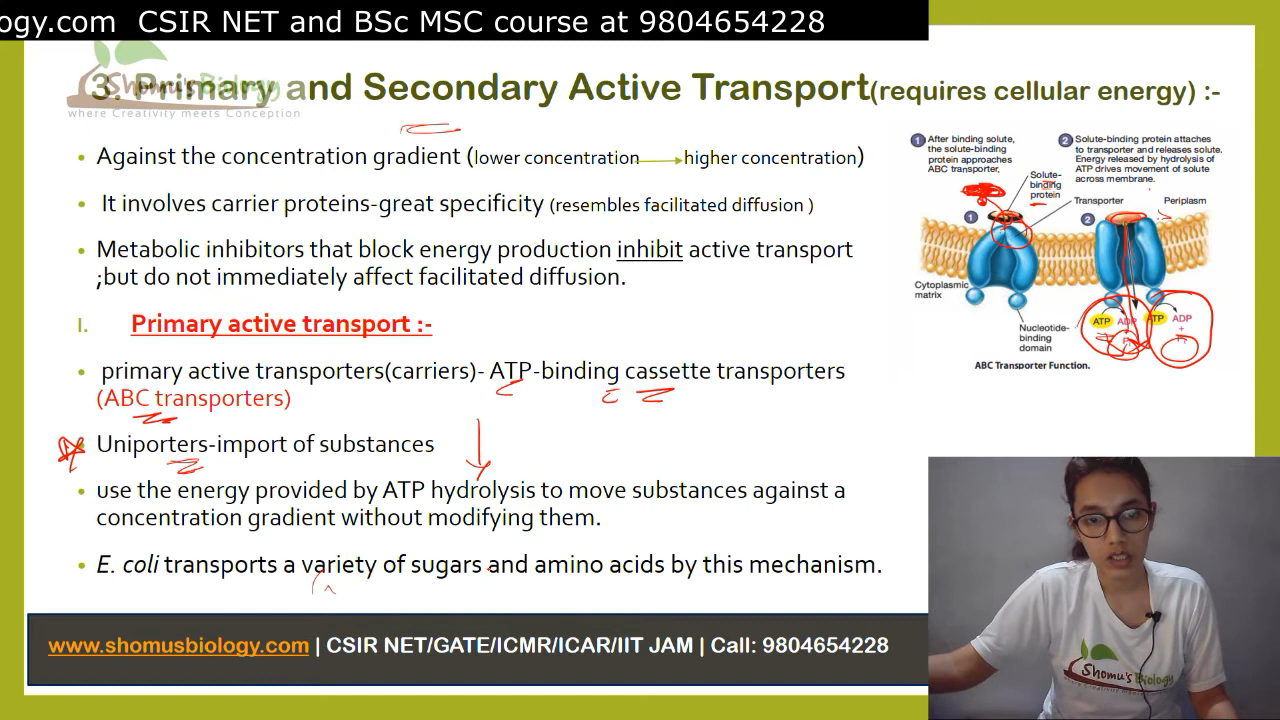 ogy.com CSIR NET and BSc MSC course at 9804654228
Shomu's Biology
where Creativity meets Conception
3. Primary and Secondary Active Transport(requires cellular energy) :-
• Against the concentration gradient (lower concentration → higher concentration)
• It involves carrier proteins-great specificity (resembles facilitated diffusion )
• Metabolic inhibitors that block energy production inhibit active transport
;but do not immediately affect facilitated diffusion.
I. Primary active transport :-
• primary active transporters(carriers)- ATP-binding cassette transporters
(ABC transporters)
• Uniporters-import of substances
• use the energy provided by ATP hydrolysis to move substances against a
concentration gradient without modifying them.
• E. coli transports a variety of sugars and amino acids by this mechanism.
1 After binding solute,
the solute-binding
protein approaches
ABC transporter,
2 Solute-binding protein attaches
to transporter and releases solute.
Energy released by hydrolysis of
ATP drives movement of solute
across membrane.
Solute-
binding
protein
Transporter
Periplasm
1
2
Cytoplasmic
matrix
ATP ADP
+
P
ATP ADP
+
P
Nucleotide-
binding
domain
ABC Transporter Function.
www.shomusbiology.com | CSIR NET/GATE/ICMR/ICAR/IIT JAM | Call: 9804654228
Shomu's Biology